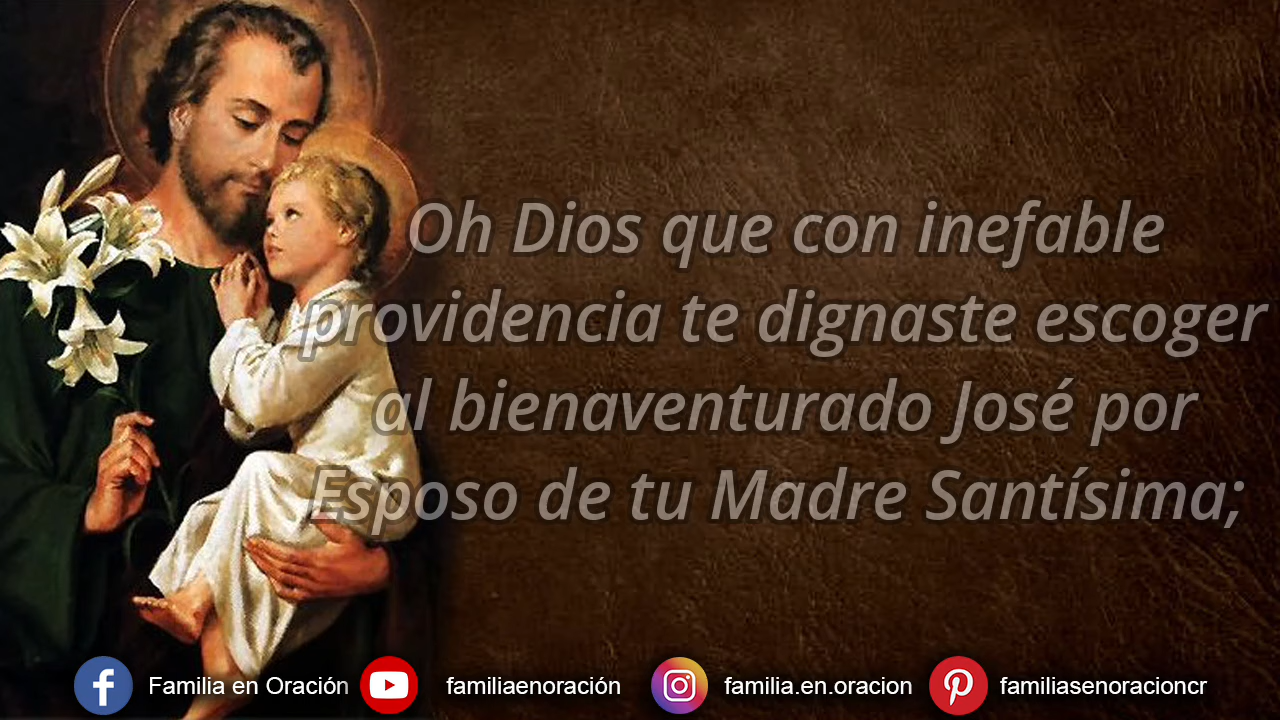 Oh Dios que con inefable
providencia te dignaste escoger
al bienaventurado José por
Esposo de tu Madre Santísima;
Familia en Oración familiaenoración familia.en.oracion familiasenoracioncr